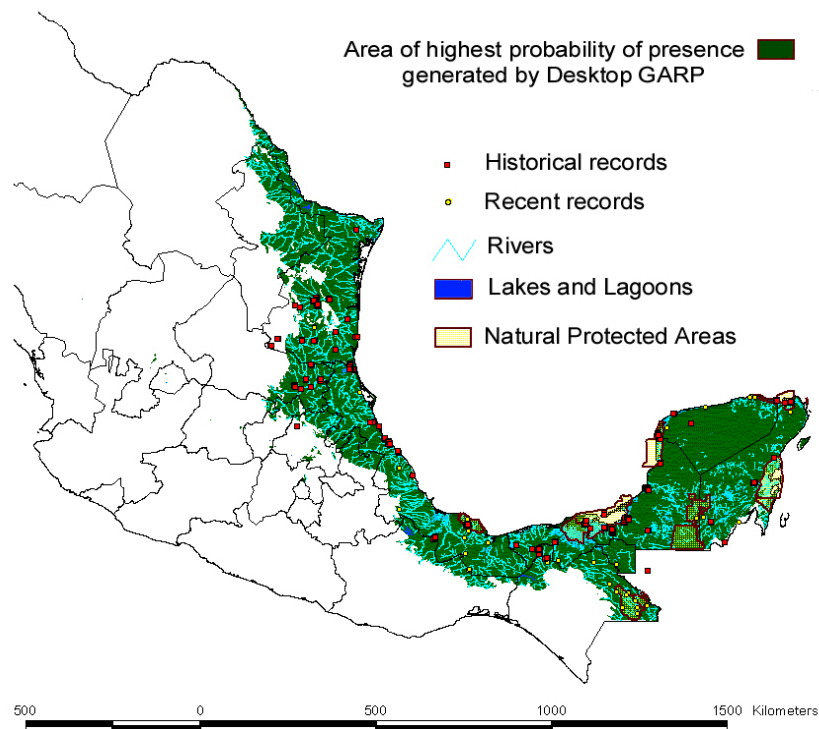 Area of highest probability of presence
generated by Desktop GARP
Historical records
Recent records
Rivers
Lakes and Lagoons
Natural Protected Areas
500 0 500 1000 1500 Kilometers